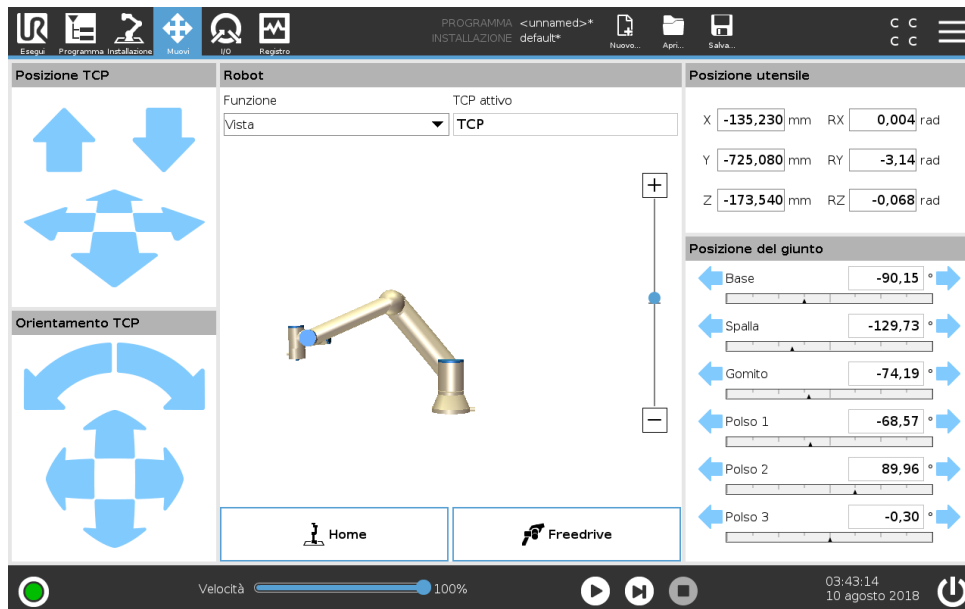 UR
PROGRAMMA <unnamed>*
INSTALLAZIONE default*
Esegui Programma Installazione Muovi I/O Registro Nuovo... Apri... Salva...
C C
C C
Posizione TCP
Robot
Funzione TCP attivo
Vista TCP
Home Freedrive
Orientamento TCP
Posizione utensile
X -135,230 mm RX 0,004 rad
Y -725,080 mm RY -3,14 rad
Z -173,540 mm RZ -0,068 rad
Posizione del giunto
Base -90,15 °
Spalla -129,73 °
Gomito -74,19 °
Polso 1 -68,57 °
Polso 2 89,96 °
Polso 3 -0,30 °
Velocità 100%
03:43:14
10 agosto 2018